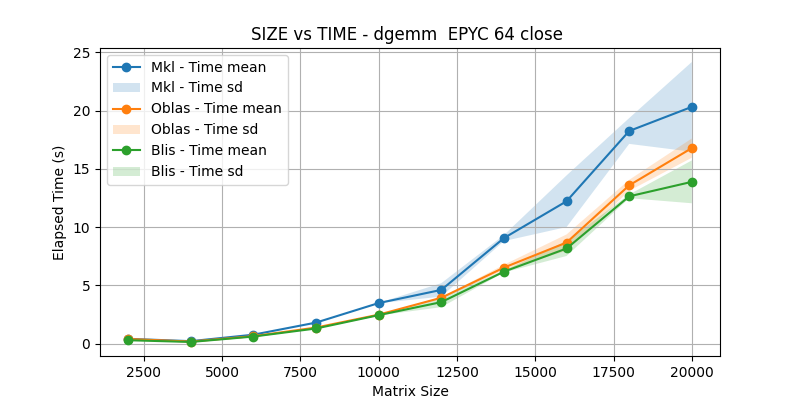 SIZE vs TIME - dgemm  EPYC 64 close
25
20
15
10
5
0
Elapsed Time (s)
Mkl - Time mean
Mkl - Time sd
Oblas - Time mean
Oblas - Time sd
Blis - Time mean
Blis - Time sd
2500 5000 7500 10000 12500 15000 17500 20000
Matrix Size